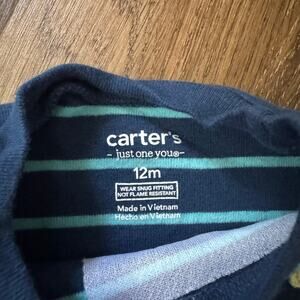 carter's
- just one you® -
12m
WEAR SNUG FITTING
NOT FLAME RESISTANT
Made in Vietnam
Hecho en Vietnam